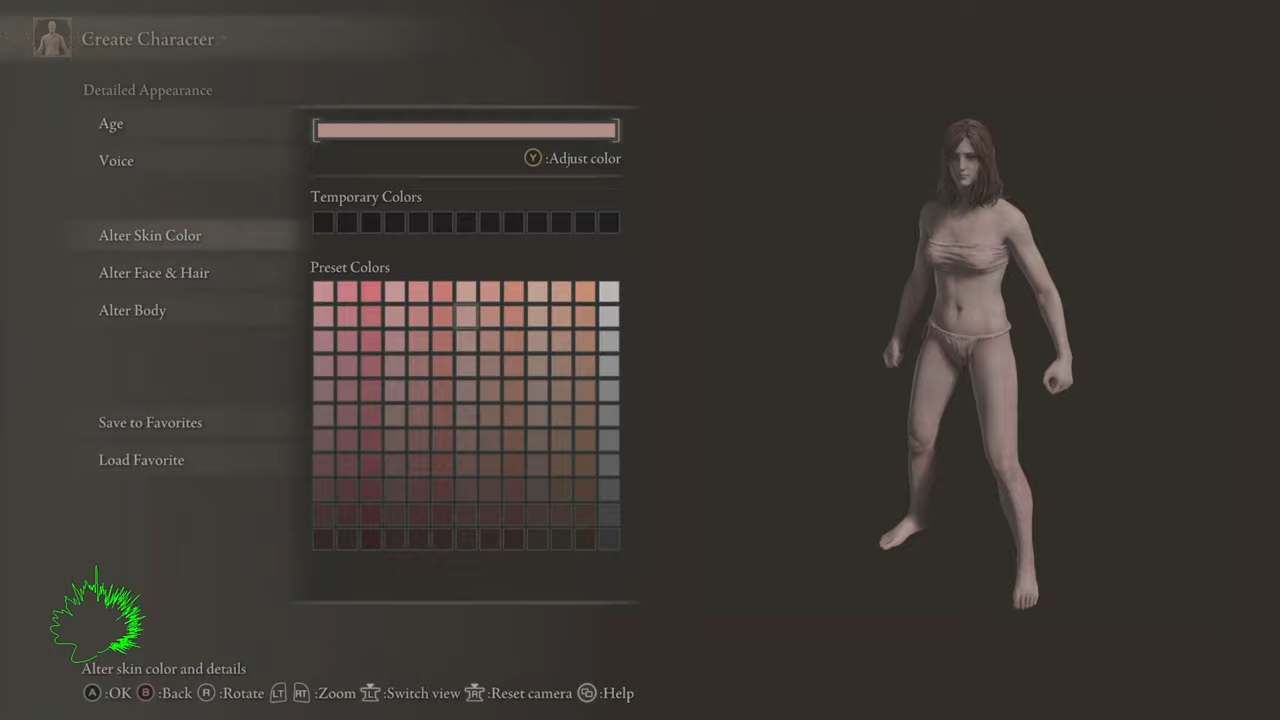 Create Character
Detailed Appearance
Age
Voice
Alter Skin Color
Alter Face & Hair
Alter Body
Save to Favorites
Load Favorite
Y :Adjust color
Temporary Colors
Preset Colors
Alter skin color and details
A :OK B :Back R :Rotate LT RT :Zoom :Switch view :Reset camera :Help